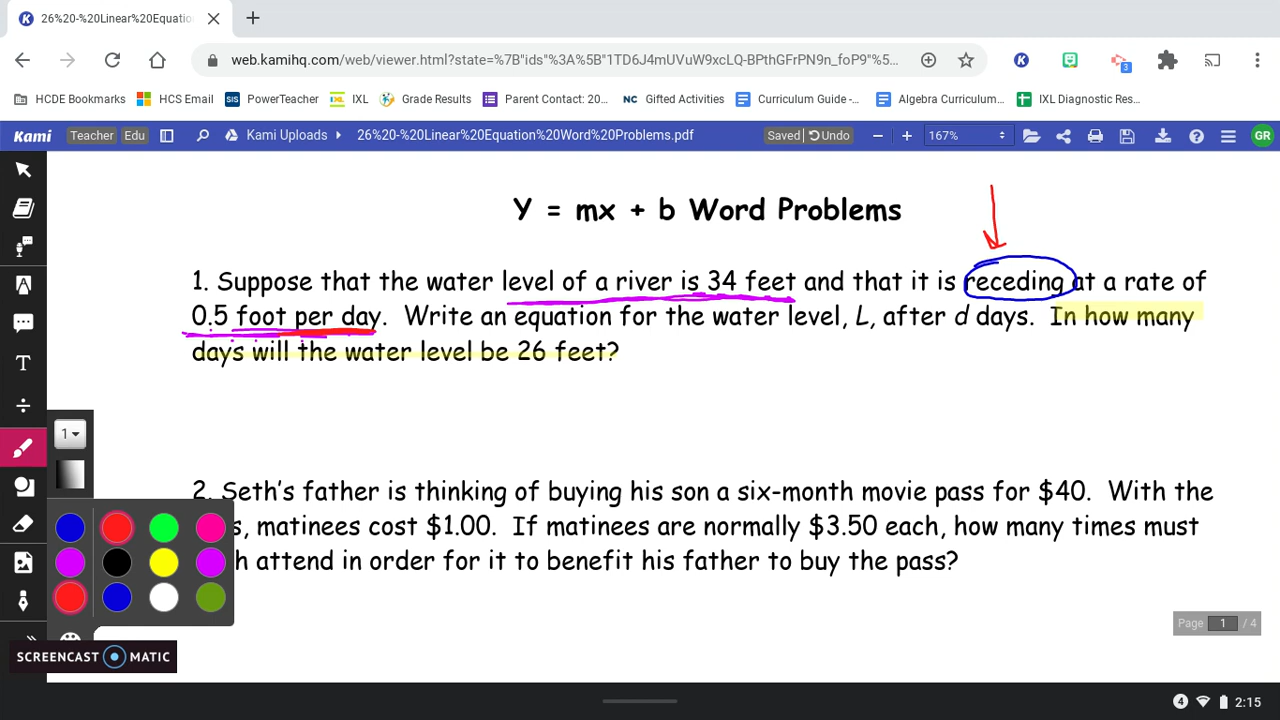 26%20-%20Linear%20Equatio
web.kamihq.com/web/viewer.html?state=%7B"ids"%3A%5B"1TD6J4mUVuW9xcLQ-BPthGFrPN9n_foP9"%5...
3
HCDE Bookmarks HCS Email SIS PowerTeacher IXL IXL Grade Results Parent Contact: 20... NC Gifted Activities Curriculum Guide -... Algebra Curriculum... IXL Diagnostic Res...
Kami Teacher Edu Kami Uploads 26%20-%20Linear%20Equation%20Word%20Problems.pdf Saved Undo 167% GR
Y = mx + b Word Problems
1. Suppose that the water level of a river is 34 feet and that it is receding at a rate of
0.5 foot per day. Write an equation for the water level, L, after d days. In how many
days will the water level be 26 feet?
1
2. Seth's father is thinking of buying his son a six-month movie pass for $40. With the
s, matinees cost $1.00. If matinees are normally $3.50 each, how many times must
h attend in order for it to benefit his father to buy the pass?
Page 1 / 4
SCREENCAST MATIC
4 2:15